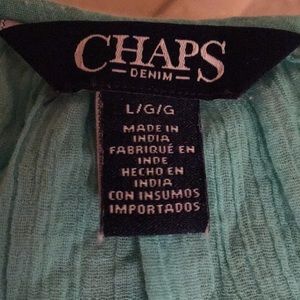 CHAPS
DENIM
L/G/G
MADE IN
INDIA
FABRIQUÉ EN
INDE
HECHO EN
INDIA
CON INSUMOS
IMPORTADOS